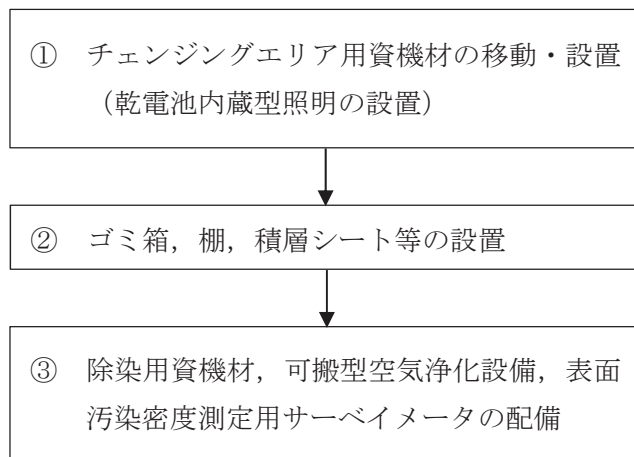 ① チェンジングエリア用資機材の移動・設置
（乾電池内蔵型照明の設置）
② ゴミ箱，棚，積層シート等の設置
③ 除染用資機材，可搬型空気浄化設備，表面
汚染密度測定用サーベイメータの配備